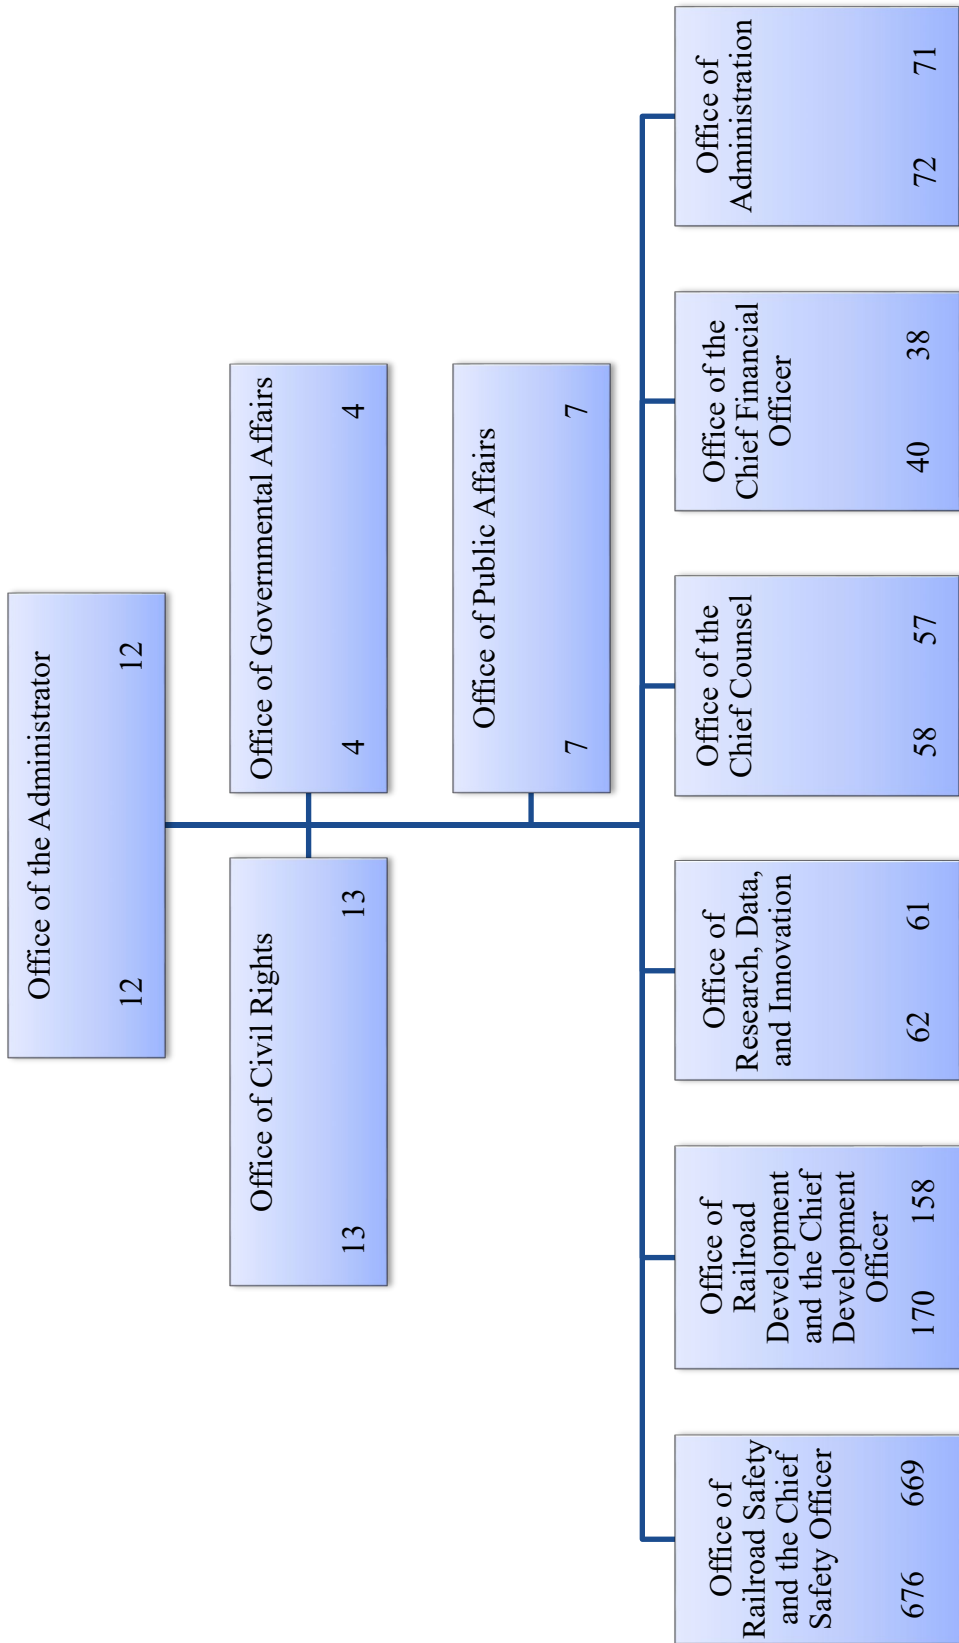 Office of the Administrator
12 12
Office of Civil Rights
13 13
Office of Governmental Affairs
4 4
Office of Public Affairs
7 7
Office of
Railroad Safety
and the Chief
Safety Officer
676 669
Office of
Railroad
Development
and the Chief
Development
Officer
170 158
Office of
Research, Data,
and Innovation
62 61
Office of the
Chief Counsel
58 57
Office of the
Chief Financial
Officer
40 38
Office of
Administration
72 71